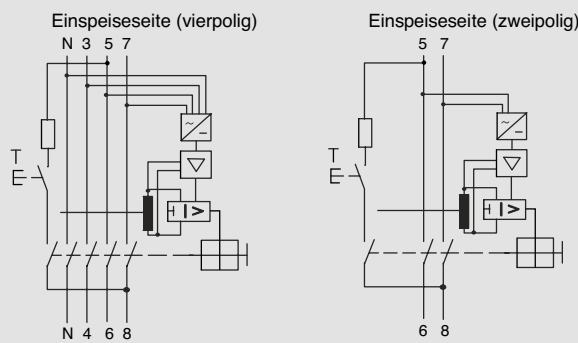 Einspeiseseite (vierpolig)
N 3 5 7
T
E
I >
N 4 6 8
Einspeiseseite (zweipolig)
5 7
T
E
I >
6 8